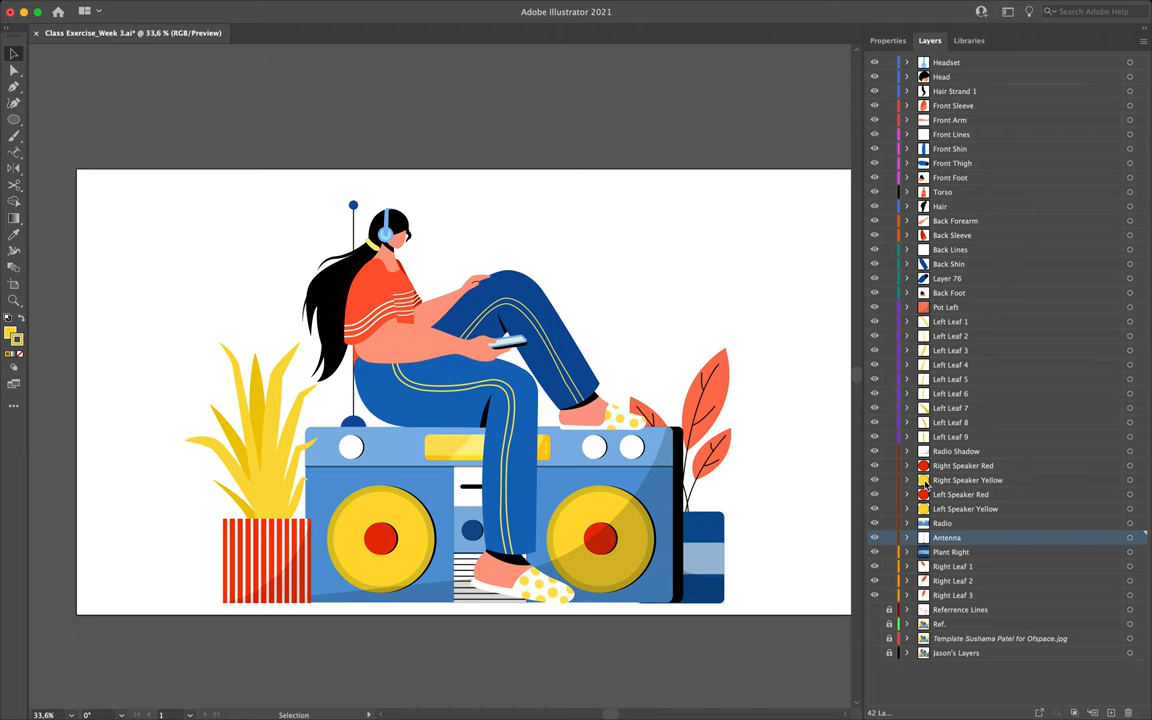 Adobe Illustrator 2021
Search Adobe Help
× Class Exercise_Week 3.ai* @ 33,6 % (RGB/Preview)
Properties Layers Libraries
Headset
Head
Hair Strand 1
Front Sleeve
Front Arm
Front Lines
Front Shin
Front Thigh
Front Foot
Torso
Hair
Back Forearm
Back Sleeve
Back Lines
Back Shin
Layer 76
Back Foot
Pot Left
Left Leaf 1
Left Leaf 2
Left Leaf 3
Left Leaf 4
Left Leaf 5
Left Leaf 6
Left Leaf 7
Left Leaf 8
Left Leaf 9
Radio Shadow
Right Speaker Red
Right Speaker Yellow
Left Speaker Red
Left Speaker Yellow
Radio
Antenna
Plant Right
Right Leaf 1
Right Leaf 2
Right Leaf 3
Referrence Lines
Ref.
Template Sushama Patel for Ofspace.jpg
Jason's Layers
33,6% 0° 1 Selection
42 La...